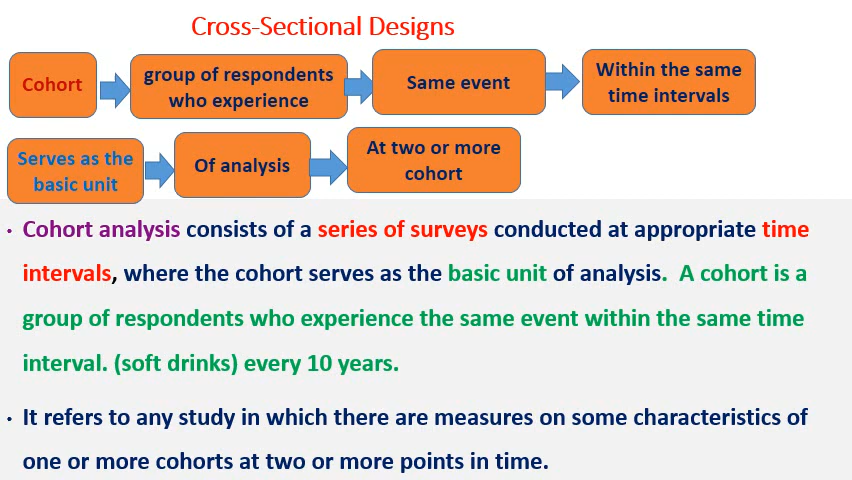 Cross-Sectional Designs
Cohort
group of respondents
who experience
Same event
Within the same
time intervals
Serves as the
basic unit
Of analysis
At two or more
cohort
• Cohort analysis consists of a series of surveys conducted at appropriate time
intervals, where the cohort serves as the basic unit of analysis. A cohort is a
group of respondents who experience the same event within the same time
interval. (soft drinks) every 10 years.
• It refers to any study in which there are measures on some characteristics of
one or more cohorts at two or more points in time.